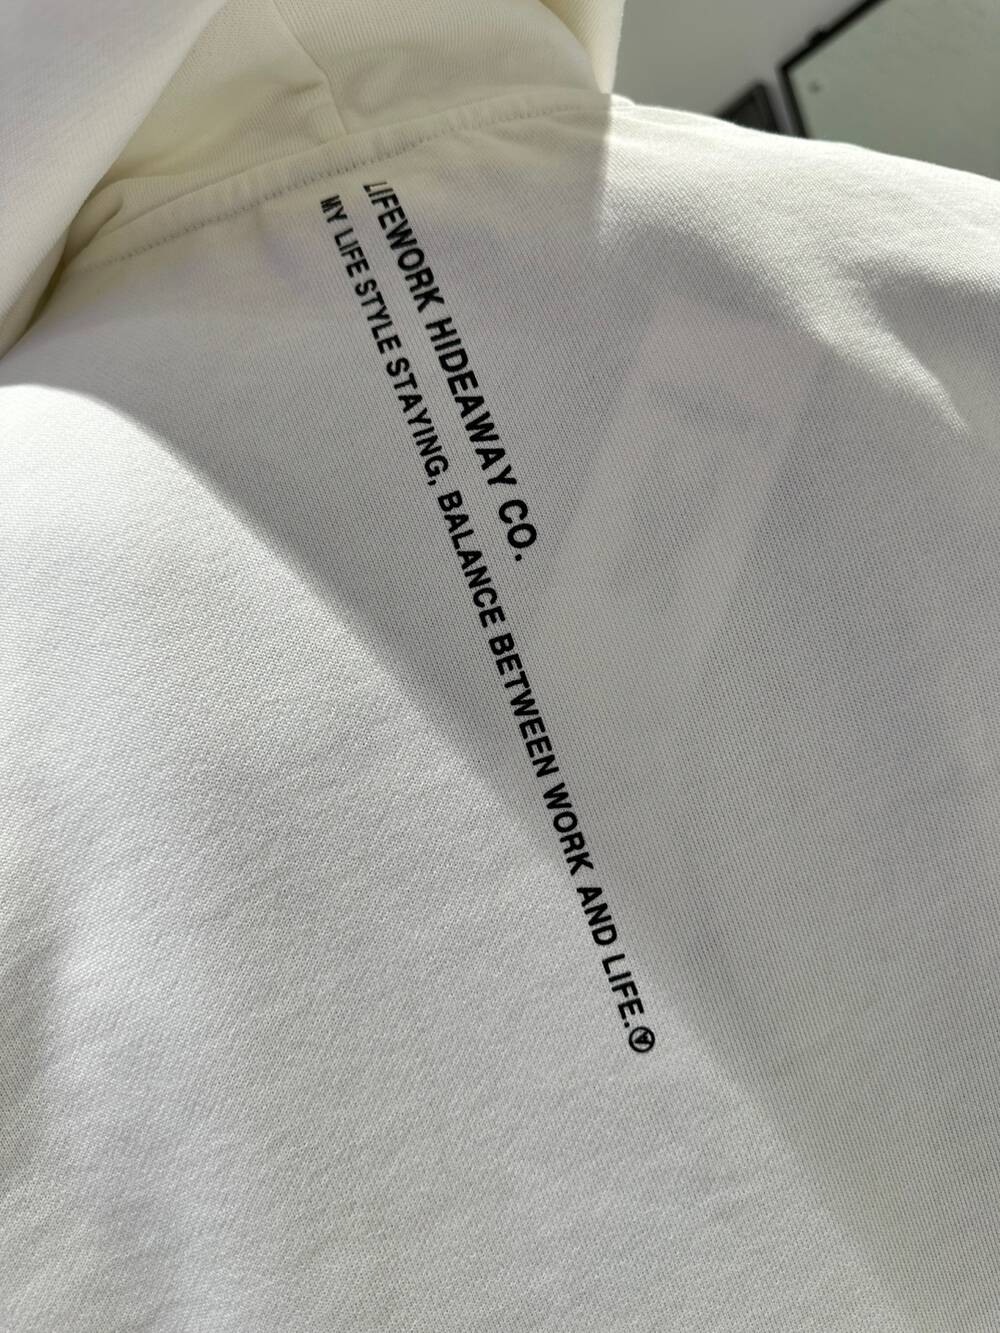 LIFEWORK HIDEAWAY CO.
MY LIFE STYLE STAYING, BALANCE BETWEEN WORK AND LIFE.Ⓐ